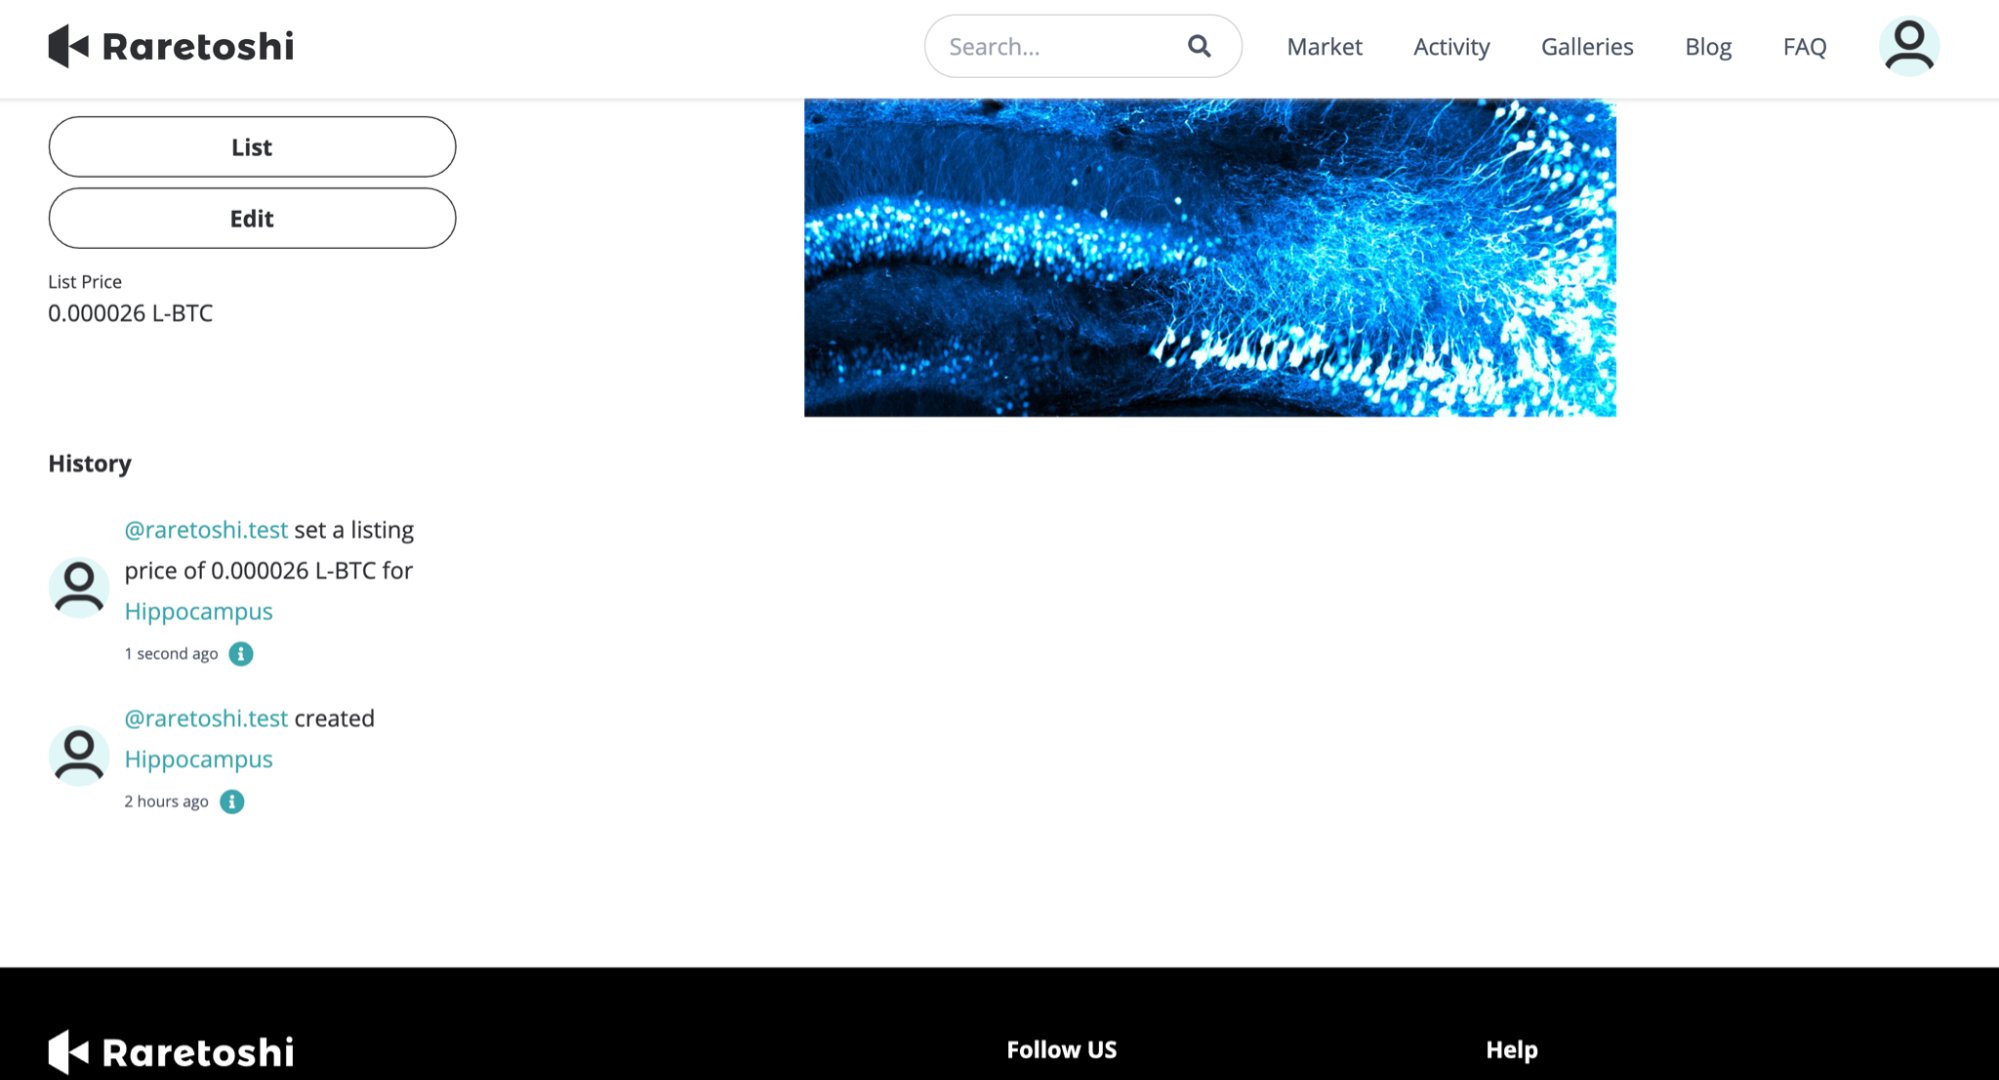 Raretoshi
Search...
Market
Activity
Galleries
Blog
FAQ
List
Edit
List Price
0.000026 L-BTC
History
@raretoshi.test set a listing
price of 0.000026 L-BTC for
Hippocampus
1 second ago
@raretoshi.test created
Hippocampus
2 hours ago
Raretoshi
Follow US
Help